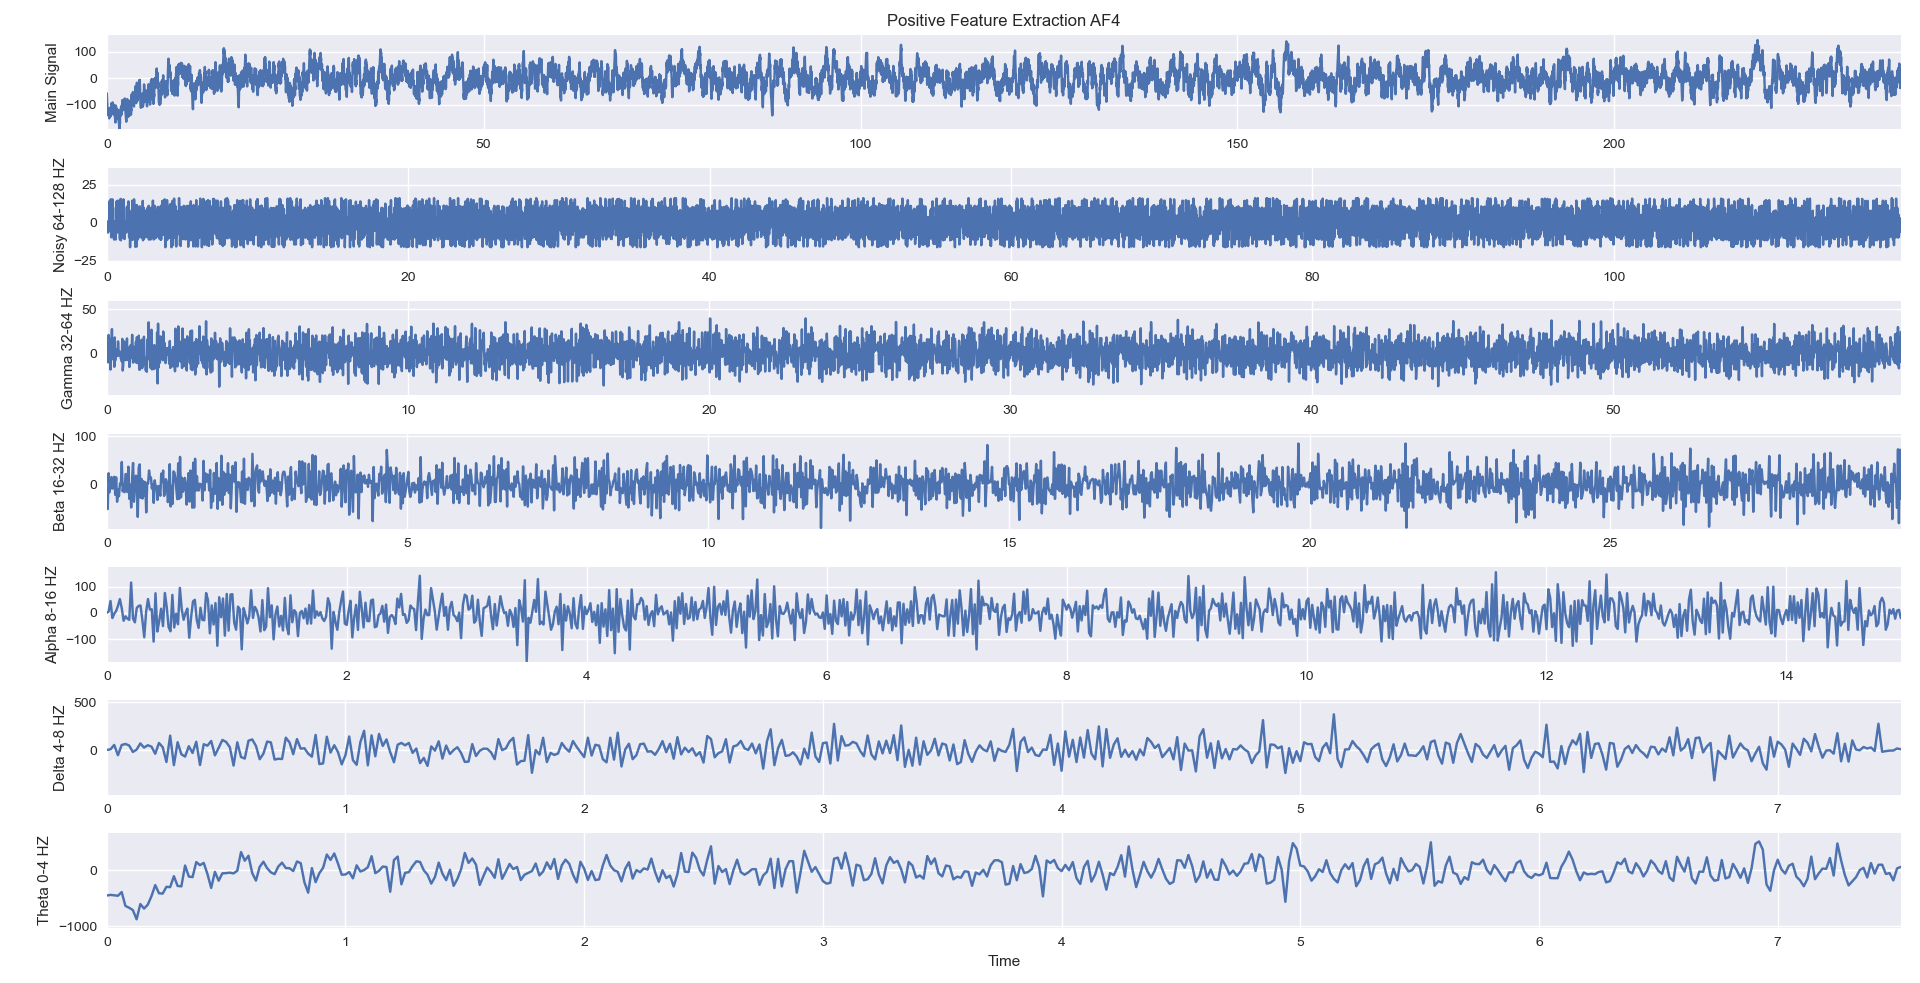 Positive Feature Extraction AF4
Main Signal
100
0
−100
0 50 100 150 200
Noisy 64-128 HZ
25
0
−25
0 20 40 60 80 100
Gamma 32-64 HZ
50
0
0 10 20 30 40 50
Beta 16-32 HZ
100
0
0 5 10 15 20 25
Alpha 8-16 HZ
100
0
−100
0 2 4 6 8 10 12 14
Delta 4-8 HZ
500
0
0 1 2 3 4 5 6 7
Theta 0-4 HZ
0
−1000
0 1 2 3 4 5 6 7
Time